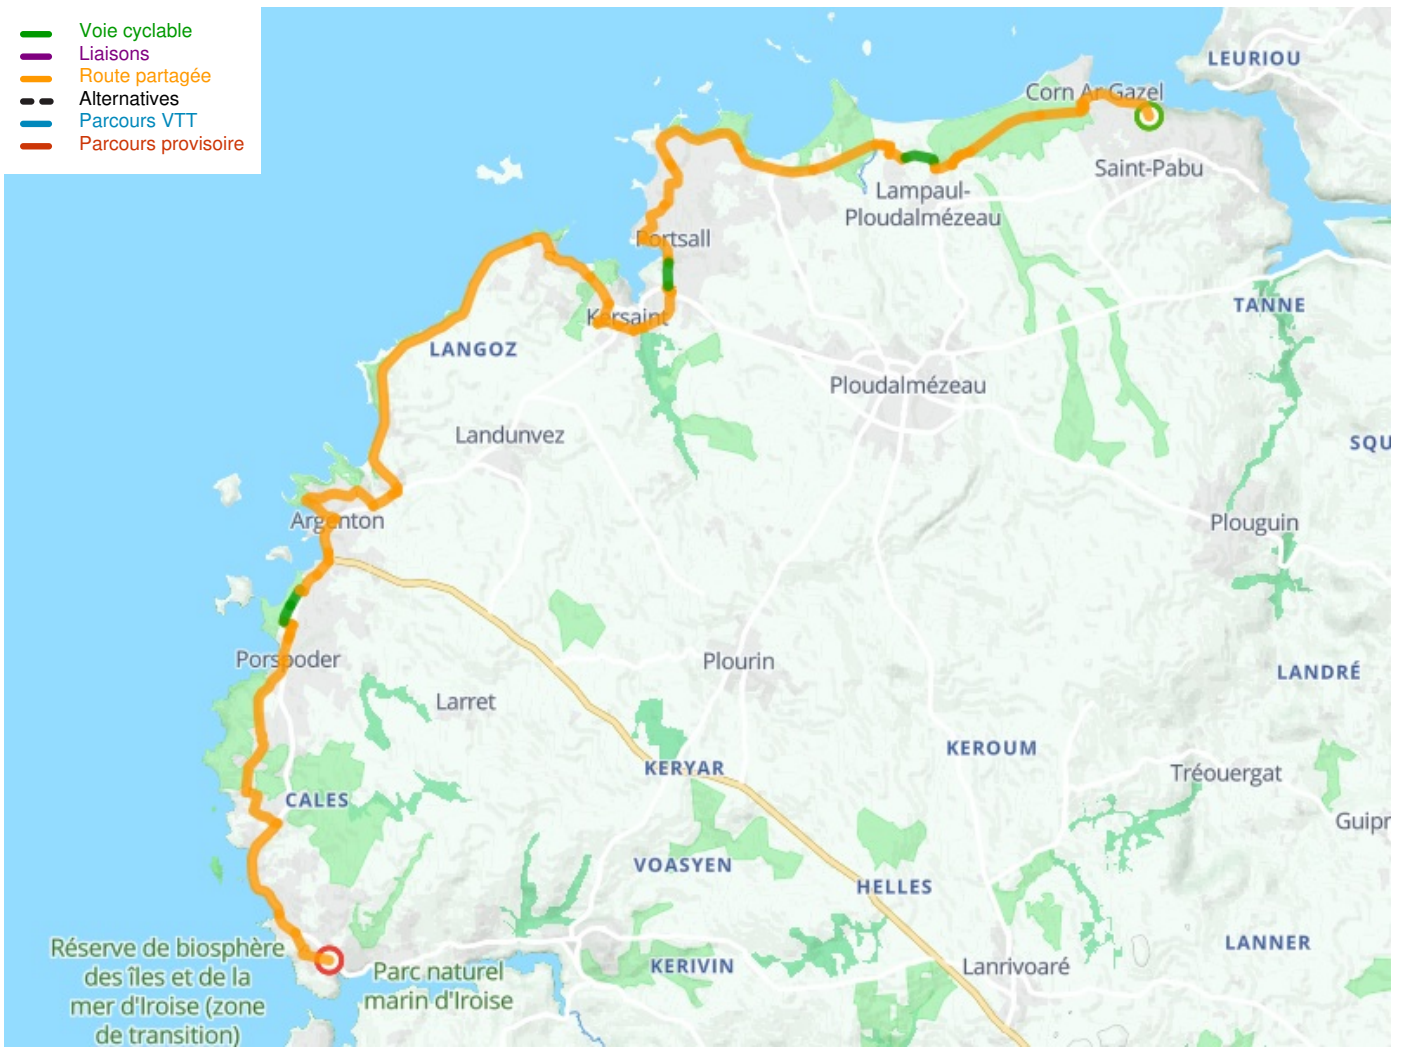 Voie cyclable
Liaisons
Route partagée
Alternatives
Parcours VTT
Parcours provisoire
LEURIOU
Corn Ar Gazel
Saint-Pabu
Lampaul-
Ploudalmézeau
Portsall
TANNE
Kersaint
LANGOZ
Ploudalmézeau
Landunvez
SQU
Argenton
Plouguin
Porspoder
Plourin
LANDRÉ
Larret
KEROUM
KERYAR
Tréouergat
CALES
Guipr
VOASYEN
HELLES
Réserve de biosphère
des îles et de la
mer d'Iroise (zone
de transition)
Parc naturel
marin d'Iroise
KERIVIN
Lanrivoaré
LANNER